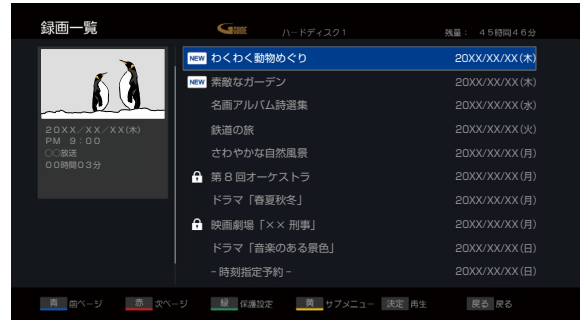 録画一覧
G-GUIDE
ハードディスク1
残量： 45時間46分
20XX／XX／XX(木)
PM 9：00
○○放送
00時間03分
NEW わくわく動物めぐり 20XX/XX/XX(木)
NEW 素敵なガーデン 20XX/XX/XX(木)
名画アルバム詩選集 20XX/XX/XX(水)
鉄道の旅 20XX/XX/XX(火)
さわやかな自然風景 20XX/XX/XX(月)
第８回オーケストラ 20XX/XX/XX(月)
ドラマ「春夏秋冬」 20XX/XX/XX(月)
映画劇場「×× 刑事」 20XX/XX/XX(月)
ドラマ「音楽のある景色」 20XX/XX/XX(日)
－時刻指定予約－ 20XX/XX/XX(日)
青 前ページ 赤 次ページ 緑 保護設定 黄 サブメニュー 決定 再生 戻る 戻る